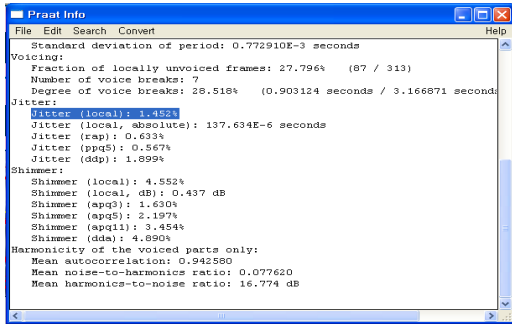 Praat Info
File Edit Search Convert Help
Standard deviation of period: 0.772910E-3 seconds
Voicing:
Fraction of locally unvoiced frames: 27.796% (87 / 313)
Number of voice breaks: 7
Degree of voice breaks: 28.518% (0.903124 seconds / 3.166871 seconds
Jitter:
Jitter (local): 1.452%
Jitter (local, absolute): 137.634E-6 seconds
Jitter (rap): 0.633%
Jitter (ppq5): 0.567%
Jitter (ddp): 1.899%
Shimmer:
Shimmer (local): 4.552%
Shimmer (local, dB): 0.437 dB
Shimmer (apq3): 1.630%
Shimmer (apq5): 2.197%
Shimmer (apq11): 3.454%
Shimmer (dda): 4.890%
Harmonicity of the voiced parts only:
Mean autocorrelation: 0.942580
Mean noise-to-harmonics ratio: 0.077620
Mean harmonics-to-noise ratio: 16.774 dB